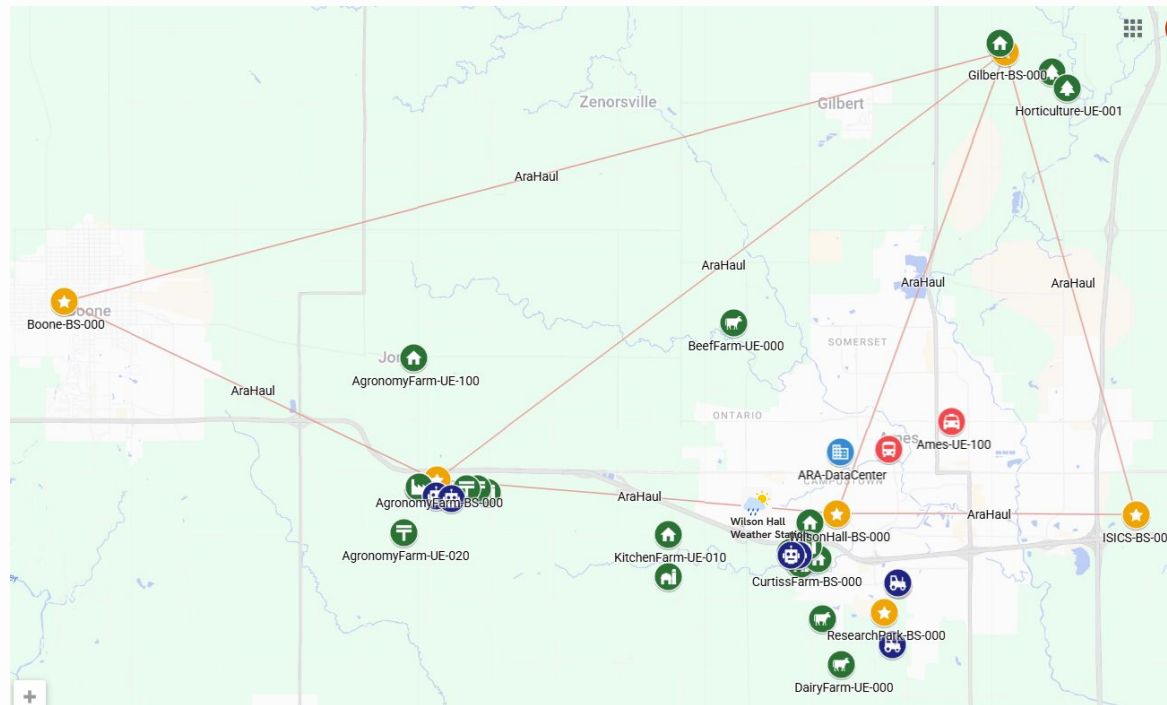 Zenorsville
Gilbert
Gilbert-BS-000
Horticulture-UE-001
AraHaul
AraHaul
AraHaul
AraHaul
Boone
Boone-BS-000
SOMERSET
BeefFarm-UE-000
AgronomyFarm-UE-100
AraHaul
ONTARIO
Ames-UE-100
ARA-DataCenter
CAMPUSTOWN
AgronomyFarm-BS-000
AraHaul
AraHaul
Wilson Hall
Weather Station
WilsonHall-BS-000
ISICS-BS-00
AgronomyFarm-UE-020
KitchenFarm-UE-010
CurtissFarm-BS-000
ResearchPark-BS-000
DairyFarm-UE-000